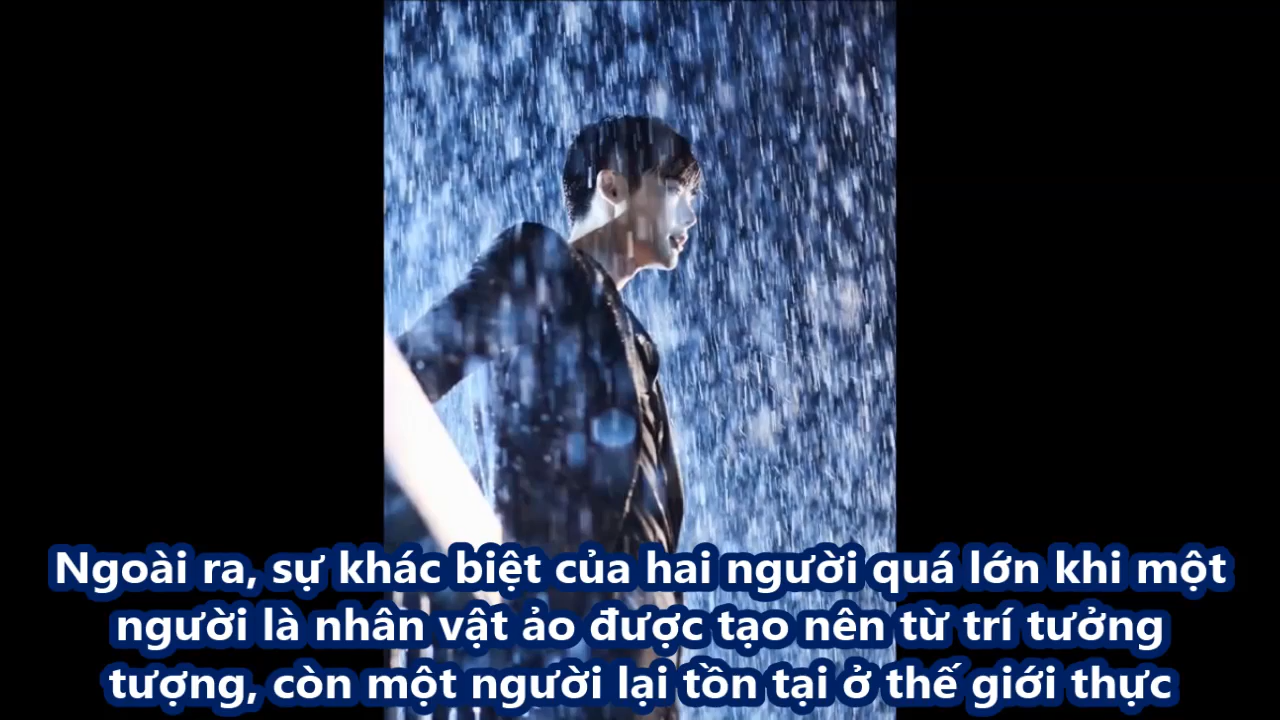 Ngoài ra, sự khác biệt của hai người quá lớn khi một
người là nhân vật ảo được tạo nên từ trí tưởng
tượng, còn một người lại tồn tại ở thế giới thực